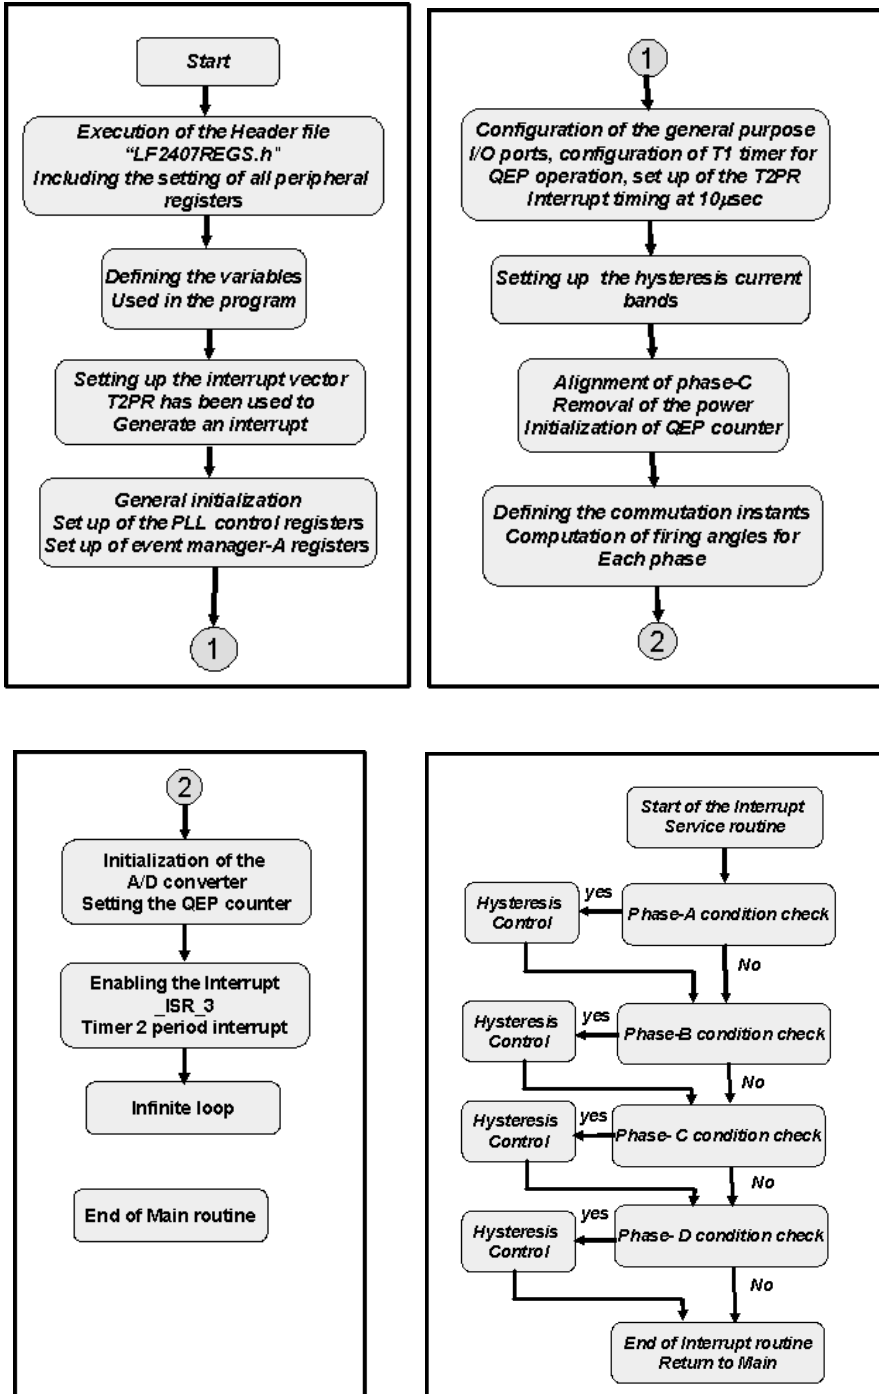 Start
Execution of the Header file
“LF2407REGS.h"
Including the setting of all peripheral
registers
Defining the variables
Used in the program
Setting up the interrupt vector
T2PR has been used to
Generate an interrupt
General initialization
Set up of the PLL control registers
Set up of event manager-A registers
1
1
Configuration of the general purpose
I/O ports, configuration of T1 timer for
QEP operation, set up of the T2PR
Interrupt timing at 10µsec
Setting up the hysteresis current
bands
Alignment of phase-C
Removal of the power
Initialization of QEP counter
Defining the commutation instants
Computation of firing angles for
Each phase
2
2
Initialization of the
A/D converter
Setting the QEP counter
Enabling the Interrupt
_ISR_3
Timer 2 period interrupt
Infinite loop
End of Main routine
Start of the Interrupt
Service routine
Phase-A condition check
yes
Hysteresis
Control
No
Phase-B condition check
yes
Hysteresis
Control
No
Phase- C condition check
yes
Hysteresis
Control
No
Phase- D condition check
yes
Hysteresis
Control
No
End of Interrupt routine
Return to Main